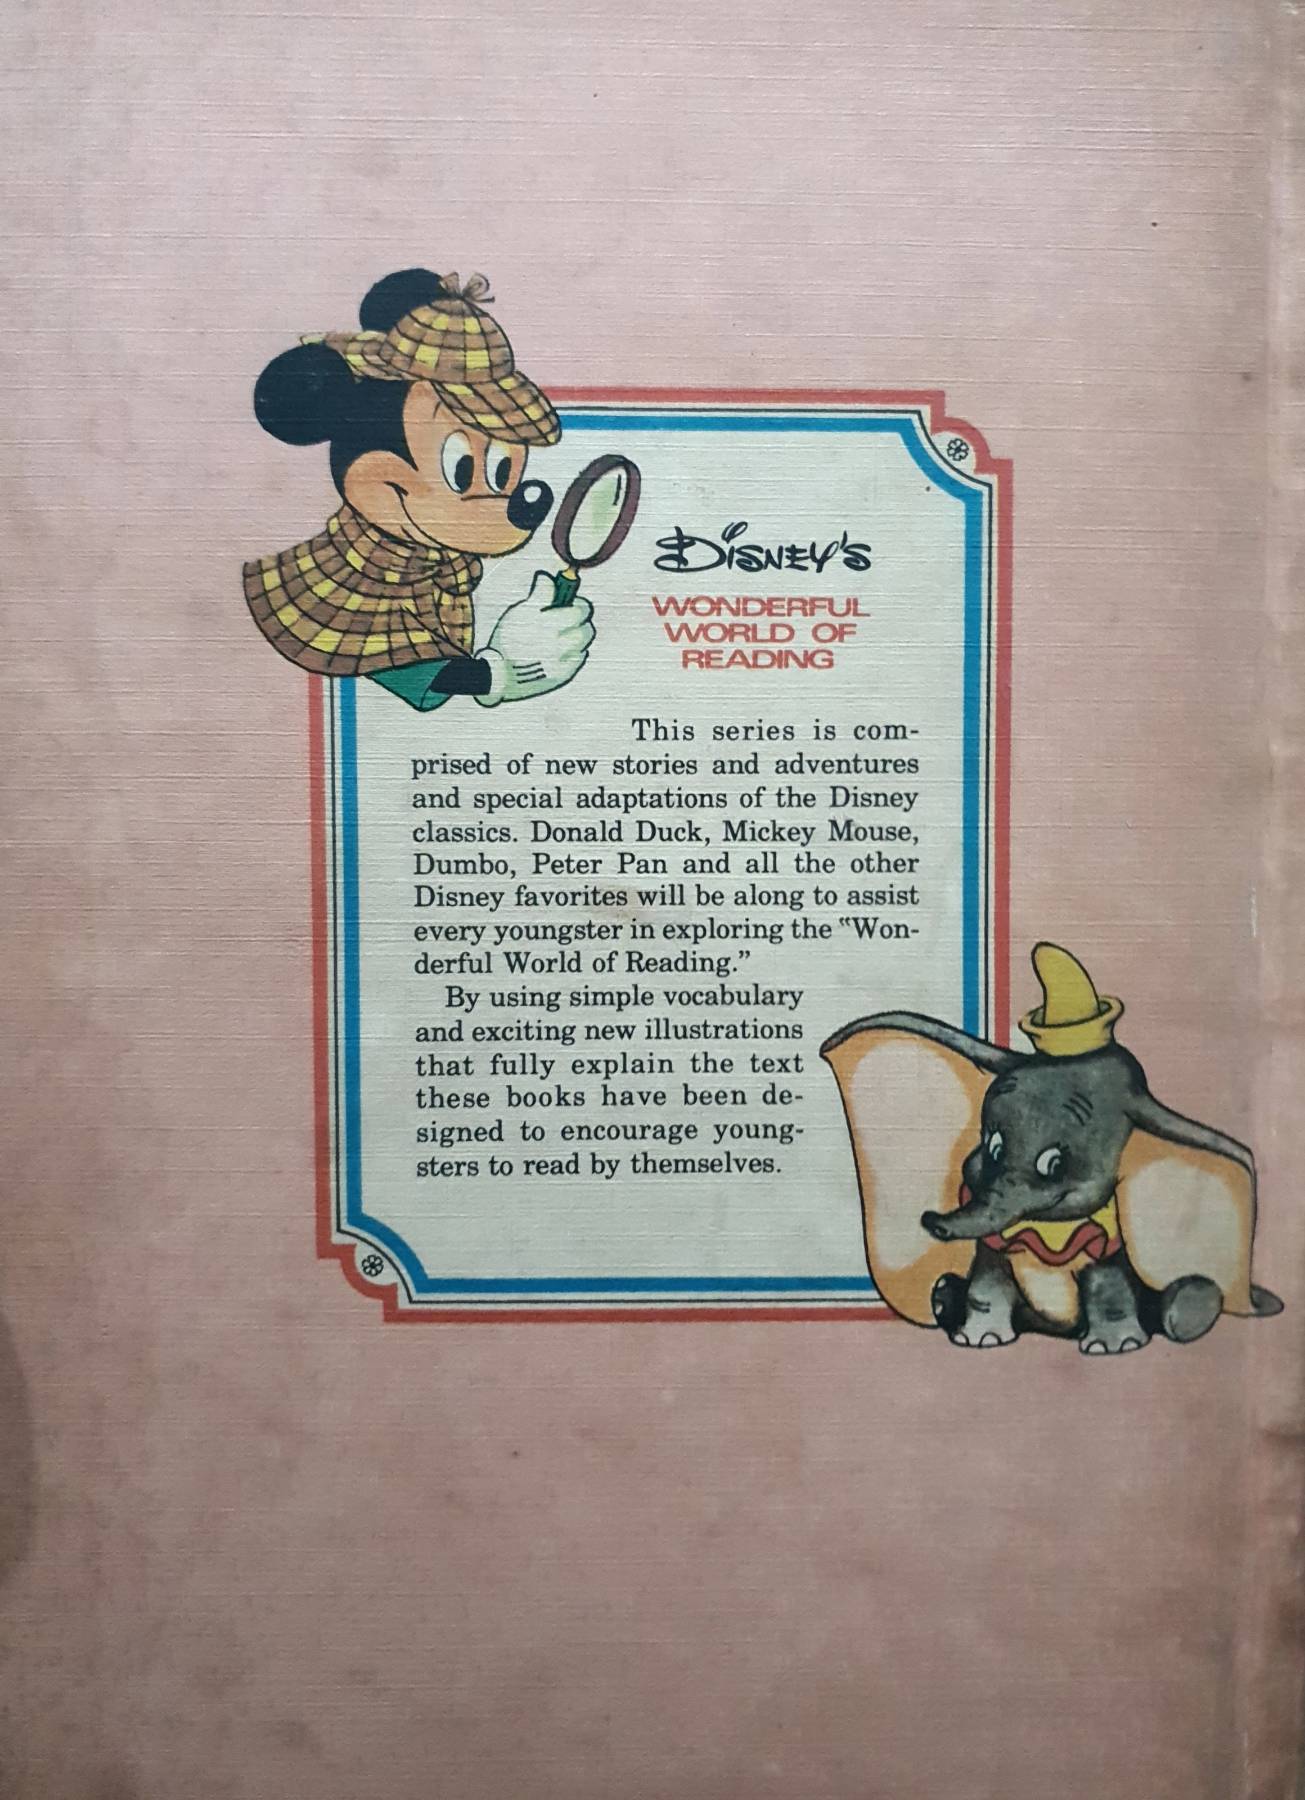 Disney's
WONDERFUL
WORLD OF
READING
This series is com-
prised of new stories and adventures
and special adaptations of the Disney
classics. Donald Duck, Mickey Mouse,
Dumbo, Peter Pan and all the other
Disney favorites will be along to assist
every youngster in exploring the “Won-
derful World of Reading.”
By using simple vocabulary
and exciting new illustrations
that fully explain the text
these books have been de-
signed to encourage young-
sters to read by themselves.